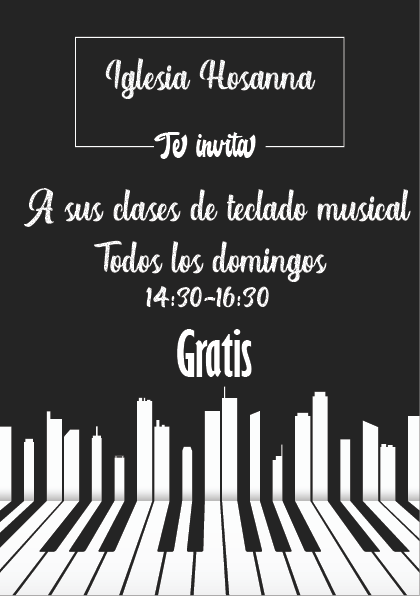 Iglesia Hosanna
Te invita
A sus clases de teclado musical
Todos los domingos
14:30-16:30
Gratis